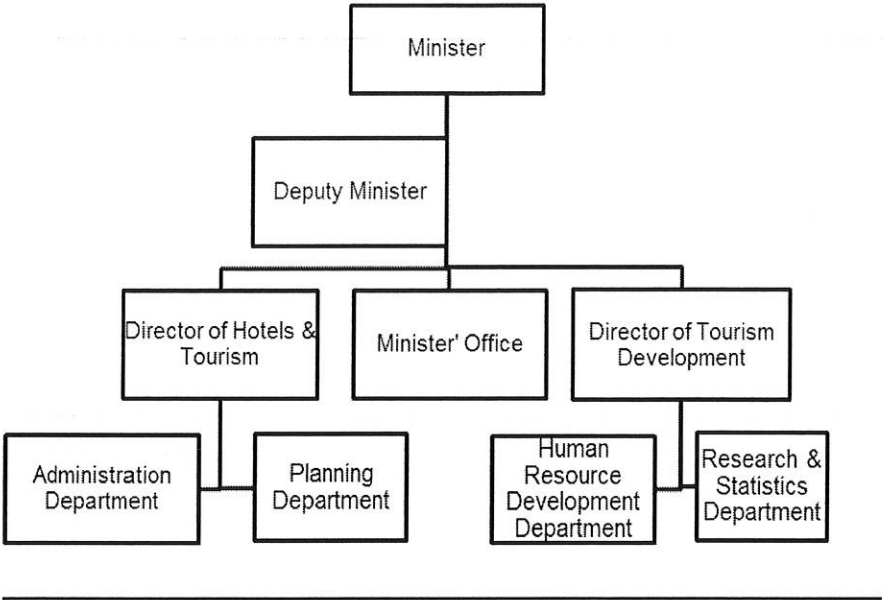 Minister
Deputy Minister
Director of Hotels &
Tourism
Minister' Office
Director of Tourism
Development
Administration
Department
Planning
Department
Human
Resource
Development
Department
Research &
Statistics
Department